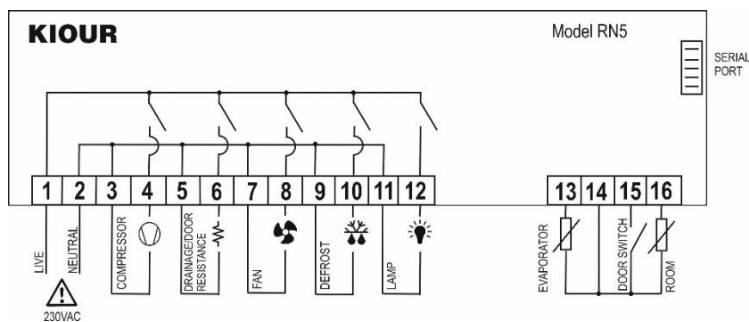 KIOUR
Model RN5
SERIAL
PORT
1 2 3 4 5 6 7 8 9 10 11 12
13 14 15 16
LIVE
NEUTRAL
COMPRESSOR
DRAINAGE/DOOR
RESISTANCE
FAN
DEFROST
LAMP
EVAPORATOR
DOOR SWITCH
ROOM
230VAC